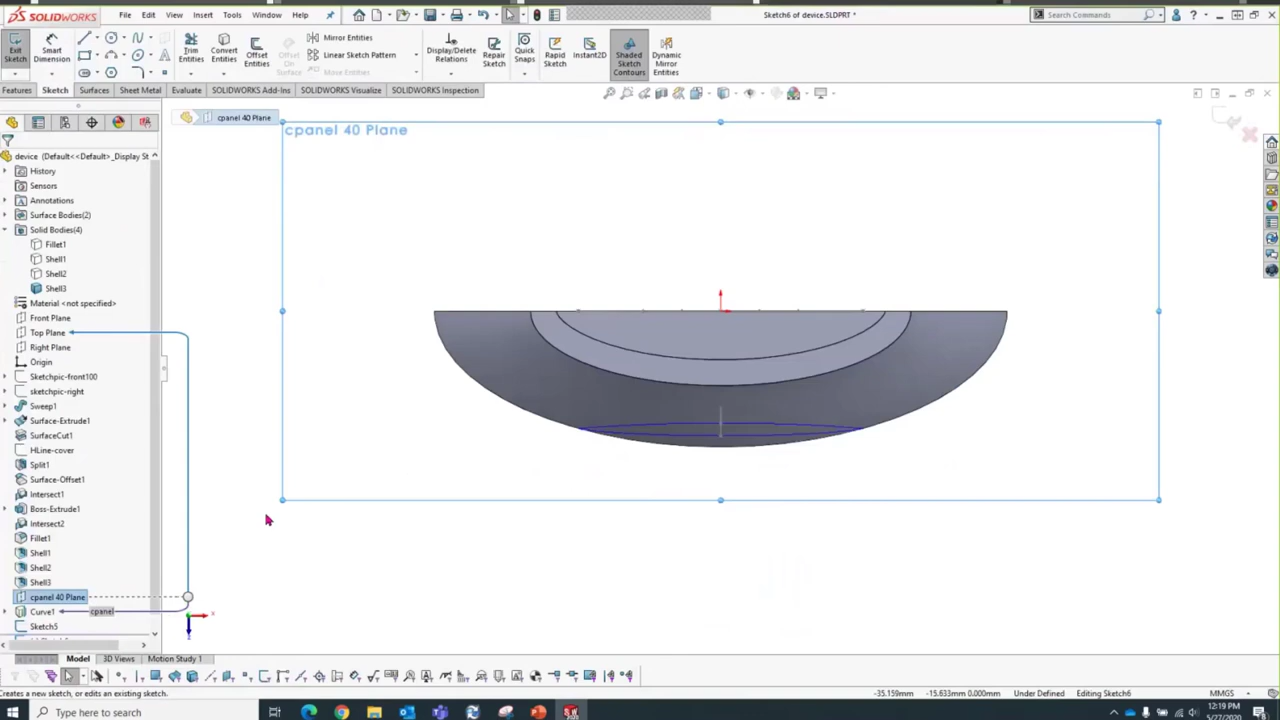 SOLIDWORKS
File
Edit
View
Insert
Tools
Window
Help
Sketch6 of device.SLDPRT *
Search Commands
Exit Sketch
Smart Dimension
Trim Entities
Convert Entities
Offset Entities
Offset On Surface
Mirror Entities
Linear Sketch Pattern
Move Entities
Display/Delete Relations
Repair Sketch
Quick Snaps
Rapid Sketch
Instant2D
Shaded Sketch Contours
Dynamic Mirror Entities
Features
Sketch
Surfaces
Sheet Metal
Evaluate
SOLIDWORKS Add-Ins
SOLIDWORKS Visualize
SOLIDWORKS Inspection
cpanel 40 Plane
cpanel 40 Plane
device (Default<<Default>_Display St
History
Sensors
Annotations
Surface Bodies(2)
Solid Bodies(4)
Fillet1
Shell1
Shell2
Shell3
Material <not specified>
Front Plane
Top Plane
Right Plane
Origin
Sketchpic-front100
sketchpic-right
Sweep1
Surface-Extrude1
SurfaceCut1
HLine-cover
Split1
Surface-Offset1
Intersect1
Boss-Extrude1
Intersect2
Fillet1
Shell1
Shell2
Shell3
cpanel 40 Plane
Curve1
cpanel
Sketch5
Model
3D Views
Motion Study 1
Creates a new sketch, or edits an existing sketch.
-35.159mm
-15.633mm 0.000mm
Under Defined
Editing Sketch6
MMGS
Type here to search
12:19 PM
5/27/2020